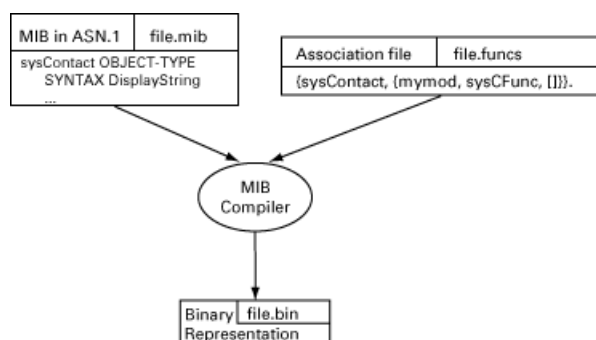 MIB in ASN.1 file.mib
sysContact OBJECT-TYPE
SYNTAX DisplayString
...
Association file file.funcs
{sysContact, {mymod, sysCFunc, []}}.
MIB
Compiler
Binary file.bin
Representation